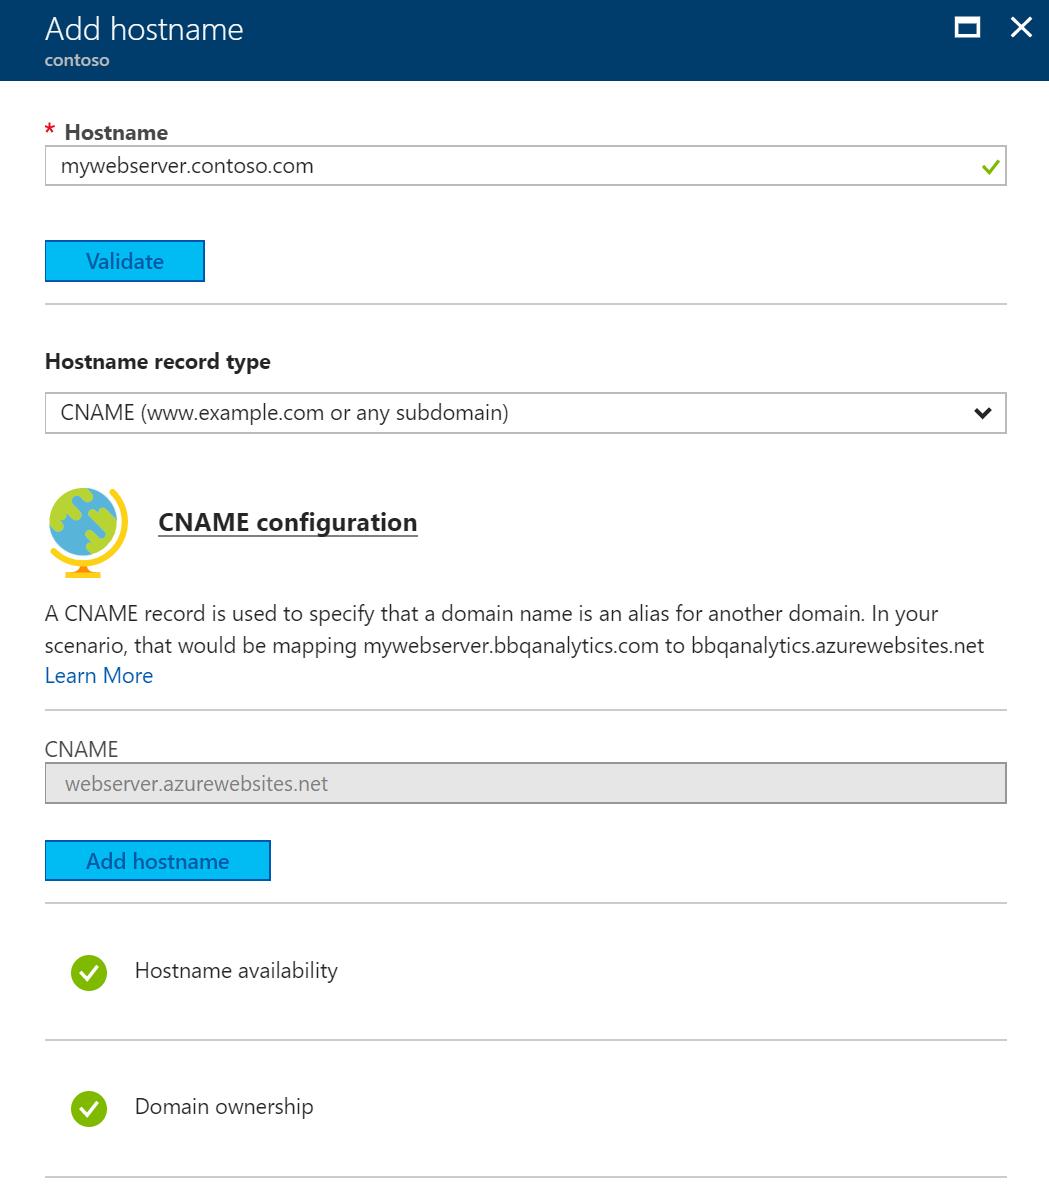 Add hostname
contoso
* Hostname
mywebserver.contoso.com
Validate
Hostname record type
CNAME (www.example.com or any subdomain)
CNAME configuration
A CNAME record is used to specify that a domain name is an alias for another domain. In your
scenario, that would be mapping mywebserver.bbqanalytics.com to bbqanalytics.azurewebsites.net
Learn More
CNAME
webserver.azurewebsites.net
Add hostname
Hostname availability
Domain ownership